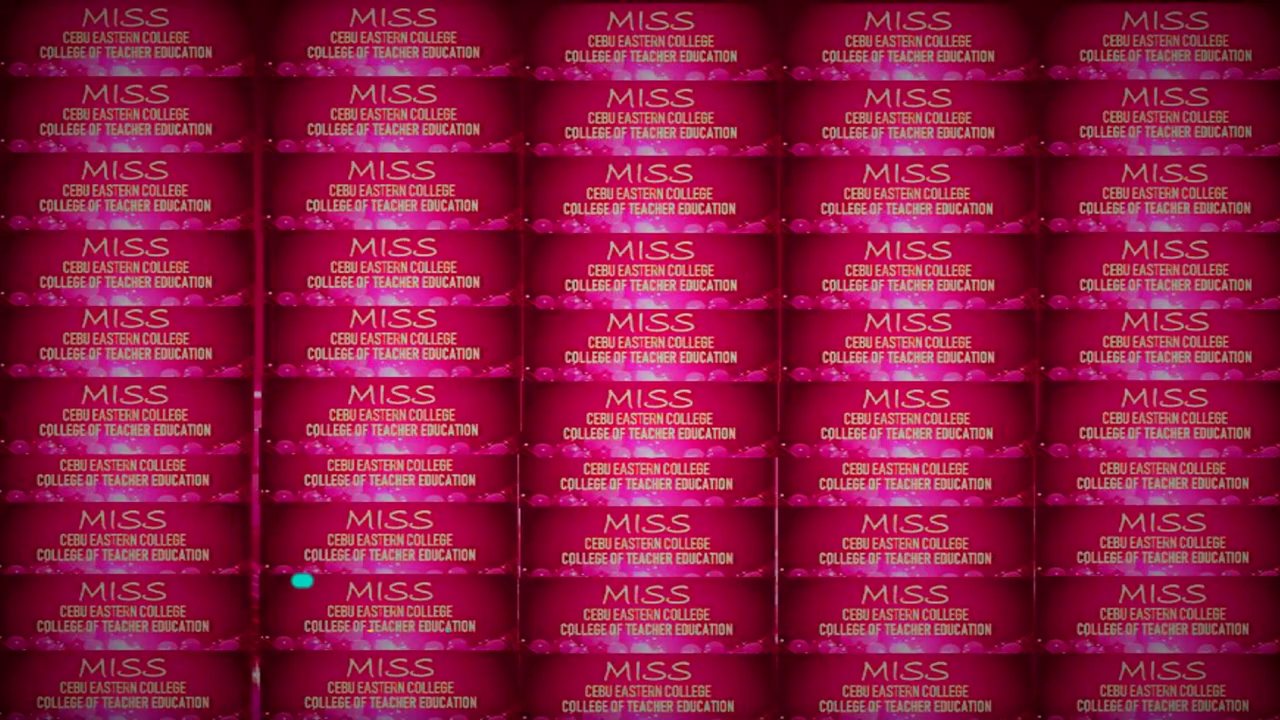 MISS MISS MISS MISS MISS
CEBU EASTERN COLLEGE CEBU EASTERN COLLEGE CEBU EASTERN COLLEGE CEBU EASTERN COLLEGE CEBU EASTERN COLLEGE
COLLEGE OF TEACHER EDUCATION COLLEGE OF TEACHER EDUCATION COLLEGE OF TEACHER EDUCATION COLLEGE OF TEACHER EDUCATION COLLEGE OF TEACHER EDUCATION
MISS MISS MISS MISS MISS
CEBU EASTERN COLLEGE CEBU EASTERN COLLEGE CEBU EASTERN COLLEGE CEBU EASTERN COLLEGE CEBU EASTERN COLLEGE
COLLEGE OF TEACHER EDUCATION COLLEGE OF TEACHER EDUCATION COLLEGE OF TEACHER EDUCATION COLLEGE OF TEACHER EDUCATION COLLEGE OF TEACHER EDUCATION
MISS MISS MISS MISS MISS
CEBU EASTERN COLLEGE CEBU EASTERN COLLEGE CEBU EASTERN COLLEGE CEBU EASTERN COLLEGE CEBU EASTERN COLLEGE
COLLEGE OF TEACHER EDUCATION COLLEGE OF TEACHER EDUCATION COLLEGE OF TEACHER EDUCATION COLLEGE OF TEACHER EDUCATION COLLEGE OF TEACHER EDUCATION
MISS MISS MISS MISS MISS
CEBU EASTERN COLLEGE CEBU EASTERN COLLEGE CEBU EASTERN COLLEGE CEBU EASTERN COLLEGE CEBU EASTERN COLLEGE
COLLEGE OF TEACHER EDUCATION COLLEGE OF TEACHER EDUCATION COLLEGE OF TEACHER EDUCATION COLLEGE OF TEACHER EDUCATION COLLEGE OF TEACHER EDUCATION
MISS MISS MISS MISS MISS
CEBU EASTERN COLLEGE CEBU EASTERN COLLEGE CEBU EASTERN COLLEGE CEBU EASTERN COLLEGE CEBU EASTERN COLLEGE
COLLEGE OF TEACHER EDUCATION COLLEGE OF TEACHER EDUCATION COLLEGE OF TEACHER EDUCATION COLLEGE OF TEACHER EDUCATION COLLEGE OF TEACHER EDUCATION
MISS MISS MISS MISS MISS
CEBU EASTERN COLLEGE CEBU EASTERN COLLEGE CEBU EASTERN COLLEGE CEBU EASTERN COLLEGE CEBU EASTERN COLLEGE
COLLEGE OF TEACHER EDUCATION COLLEGE OF TEACHER EDUCATION COLLEGE OF TEACHER EDUCATION COLLEGE OF TEACHER EDUCATION COLLEGE OF TEACHER EDUCATION
CEBU EASTERN COLLEGE CEBU EASTERN COLLEGE CEBU EASTERN COLLEGE CEBU EASTERN COLLEGE CEBU EASTERN COLLEGE
COLLEGE OF TEACHER EDUCATION COLLEGE OF TEACHER EDUCATION COLLEGE OF TEACHER EDUCATION COLLEGE OF TEACHER EDUCATION COLLEGE OF TEACHER EDUCATION
MISS MISS MISS MISS MISS
CEBU EASTERN COLLEGE CEBU EASTERN COLLEGE CEBU EASTERN COLLEGE CEBU EASTERN COLLEGE CEBU EASTERN COLLEGE
COLLEGE OF TEACHER EDUCATION COLLEGE OF TEACHER EDUCATION COLLEGE OF TEACHER EDUCATION COLLEGE OF TEACHER EDUCATION COLLEGE OF TEACHER EDUCATION
MISS MISS MISS MISS MISS
CEBU EASTERN COLLEGE CEBU EASTERN COLLEGE CEBU EASTERN COLLEGE CEBU EASTERN COLLEGE CEBU EASTERN COLLEGE
COLLEGE OF TEACHER EDUCATION COLLEGE OF TEACHER EDUCATION COLLEGE OF TEACHER EDUCATION COLLEGE OF TEACHER EDUCATION COLLEGE OF TEACHER EDUCATION
MISS MISS MISS MISS MISS
CEBU EASTERN COLLEGE CEBU EASTERN COLLEGE CEBU EASTERN COLLEGE CEBU EASTERN COLLEGE CEBU EASTERN COLLEGE
COLLEGE OF TEACHER EDUCATION COLLEGE OF TEACHER EDUCATION COLLEGE OF TEACHER EDUCATION COLLEGE OF TEACHER EDUCATION COLLEGE OF TEACHER EDUCATION